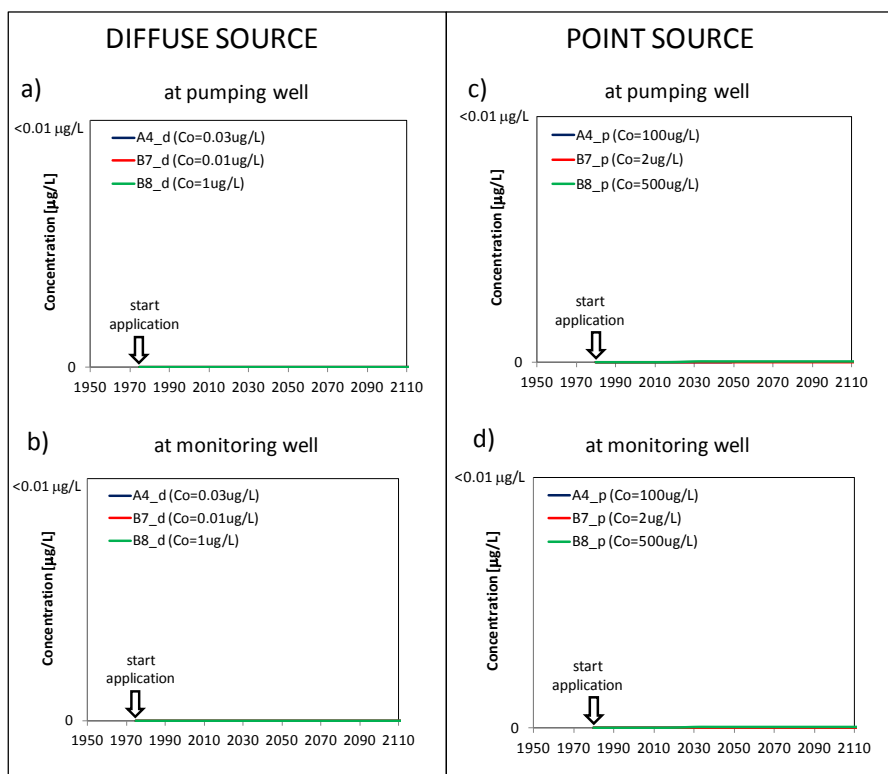 DIFFUSE SOURCE
a)
at pumping well
<0.01 µg/L
A4_d (Co=0.03ug/L)
B7_d (Co=0.01ug/L)
B8_d (Co=1ug/L)
Concentration [µg/L]
start
application
0
1950 1970 1990 2010 2030 2050 2070 2090 2110
b)
at monitoring well
<0.01 µg/L
A4_d (Co=0.03ug/L)
B7_d (Co=0.01ug/L)
B8_d (Co=1ug/L)
Concentration [µg/L]
start
application
0
1950 1970 1990 2010 2030 2050 2070 2090 2110
POINT SOURCE
c)
at pumping well
<0.01 µg/L
A4_p (Co=100ug/L)
B7_p (Co=2ug/L)
B8_p (Co=500ug/L)
Concentration [µg/L]
start
application
0
1950 1970 1990 2010 2030 2050 2070 2090 2110
d)
at monitoring well
<0.01 µg/L
A4_p (Co=100ug/L)
B7_p (Co=2ug/L)
B8_p (Co=500ug/L)
Concentration [µg/L]
start
application
0
1950 1970 1990 2010 2030 2050 2070 2090 2110